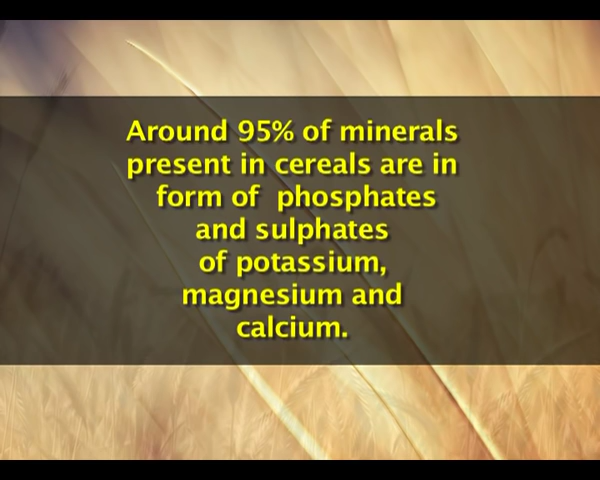 Around 95% of minerals
present in cereals are in
form of  phosphates
and sulphates
of potassium,
magnesium and
calcium.